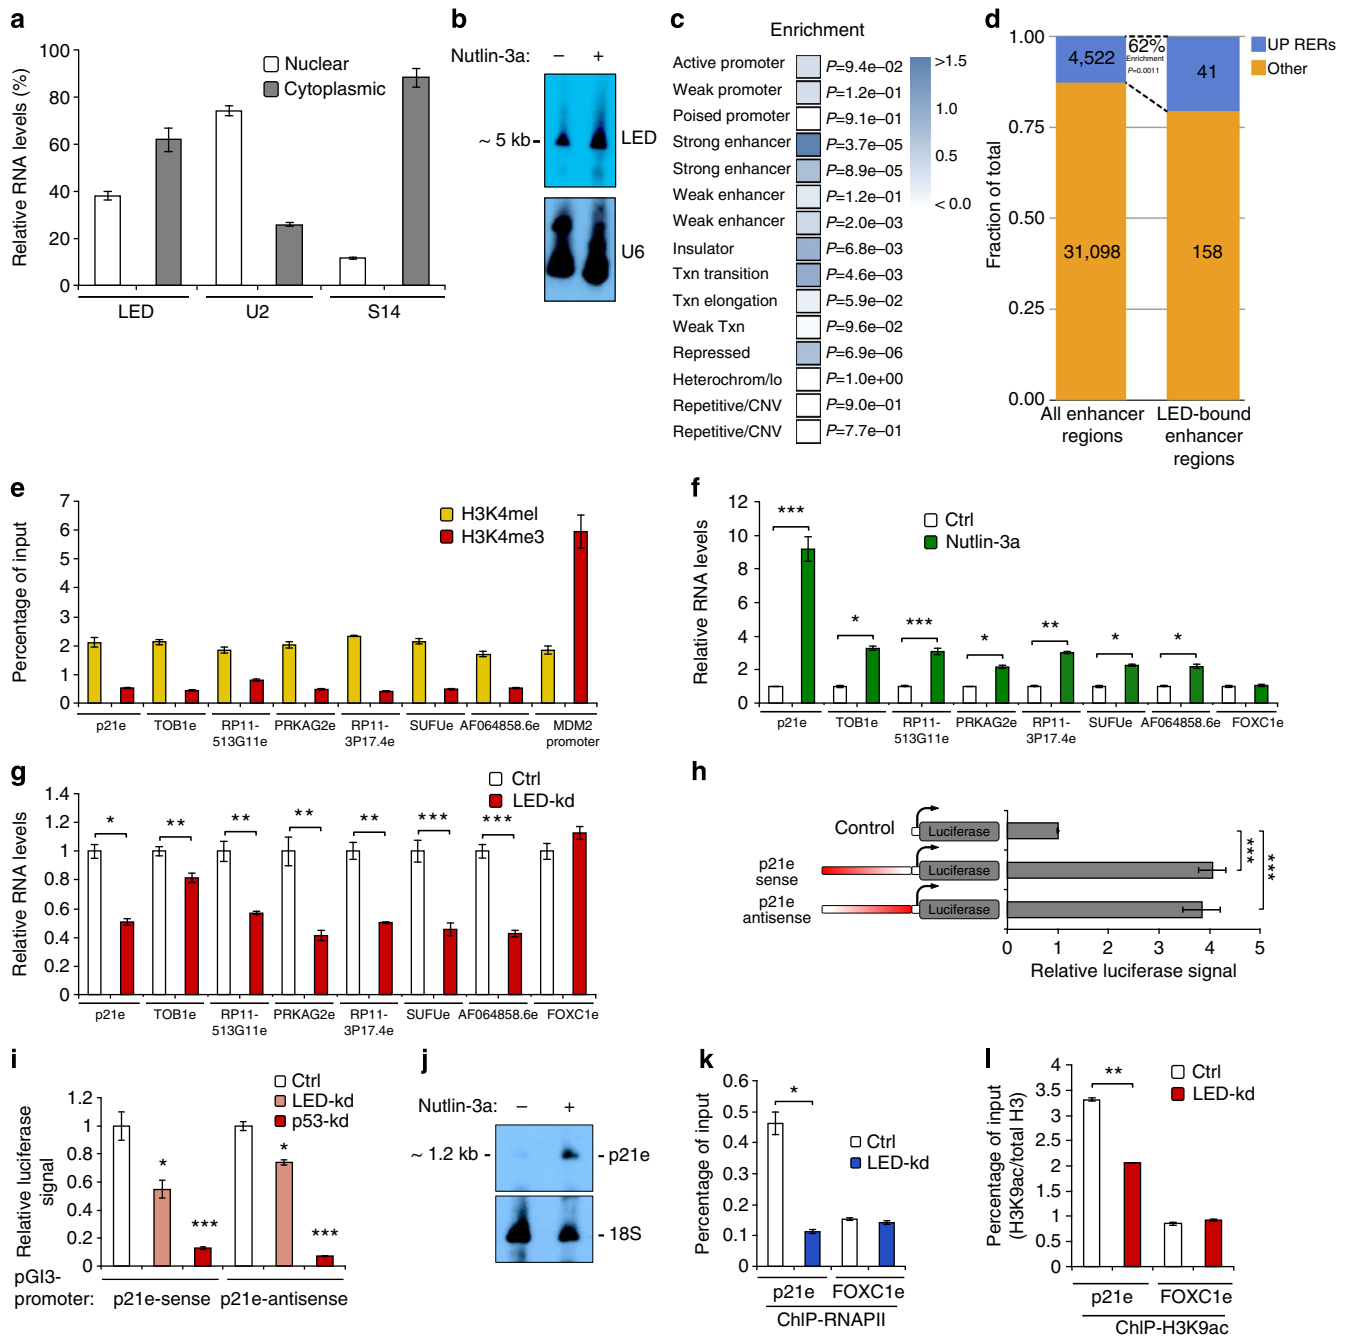 a
Relative RNA levels (%)
100
80
60
40
20
0
Nuclear
Cytoplasmic
LED
U2
S14
b
Nutlin-3a:
–
+
~ 5 kb-
LED
U6
c
Enrichment
Active promoter P=9.4e–02
Weak promoter P=1.2e–01
Poised promoter P=9.1e–01
Strong enhancer P=3.7e–05
Strong enhancer P=8.9e–05
Weak enhancer P=1.2e–01
Weak enhancer P=2.0e–03
Insulator P=6.8e–03
Txn transition P=4.6e–03
Txn elongation P=5.9e–02
Weak Txn P=9.6e–02
Repressed P=6.9e–06
Heterochrom/lo P=1.0e+00
Repetitive/CNV P=9.0e–01
Repetitive/CNV P=7.7e–01
>1.5
1.0
>0.5
< 0.0
d
Fraction of total
1.00
0.75
0.50
0.25
0.00
4,522
31,098
62%
Enrichment
P=0.0011
41
158
UP RERs
Other
All enhancer
regions
LED-bound
enhancer
regions
e
Percentage of input
7
6
5
4
3
2
1
0
H3K4mel
H3K4me3
p21e
TOB1e
RP11-
513G11e
PRKAG2e
RP11-
3P17.4e
SUFUe
AF064858.6e
MDM2
promoter
f
Relative RNA levels
12
10
8
6
4
2
0
Ctrl
Nutlin-3a
***
*
***
*
**
*
*
p21e
TOB1e
RP11-
513G11e
PRKAG2e
RP11-
3P17.4e
SUFUe
AF064858.6e
FOXC1e
g
Relative RNA levels
1.4
1.2
1
0.8
0.6
0.4
0.2
0
Ctrl
LED-kd
*
**
**
**
**
***
***
p21e
TOB1e
RP11-
513G11e
PRKAG2e
RP11-
3P17.4e
SUFUe
AF064858.6e
FOXC1e
h
Control
Luciferase
p21e
sense
Luciferase
p21e
antisense
Luciferase
***
***
0 1 2 3 4 5
Relative luciferase signal
i
Relative luciferase
signal
1.2
1
0.8
0.6
0.4
0.2
0
Ctrl
LED-kd
p53-kd
*
***
*
***
pGl3-
promoter:
p21e-sense
p21e-antisense
j
Nutlin-3a:
–
+
~ 1.2 kb -
- p21e
- 18S
k
Percentage of input
0.6
0.5
0.4
0.3
0.2
0.1
0
*
Ctrl
LED-kd
p21e
FOXC1e
ChIP-RNAPII
l
Percentage of input
(H3K9ac/total H3)
4
3.5
3
2.5
2
1.5
1
0.5
0
**
Ctrl
LED-kd
p21e
FOXC1e
ChIP-H3K9ac